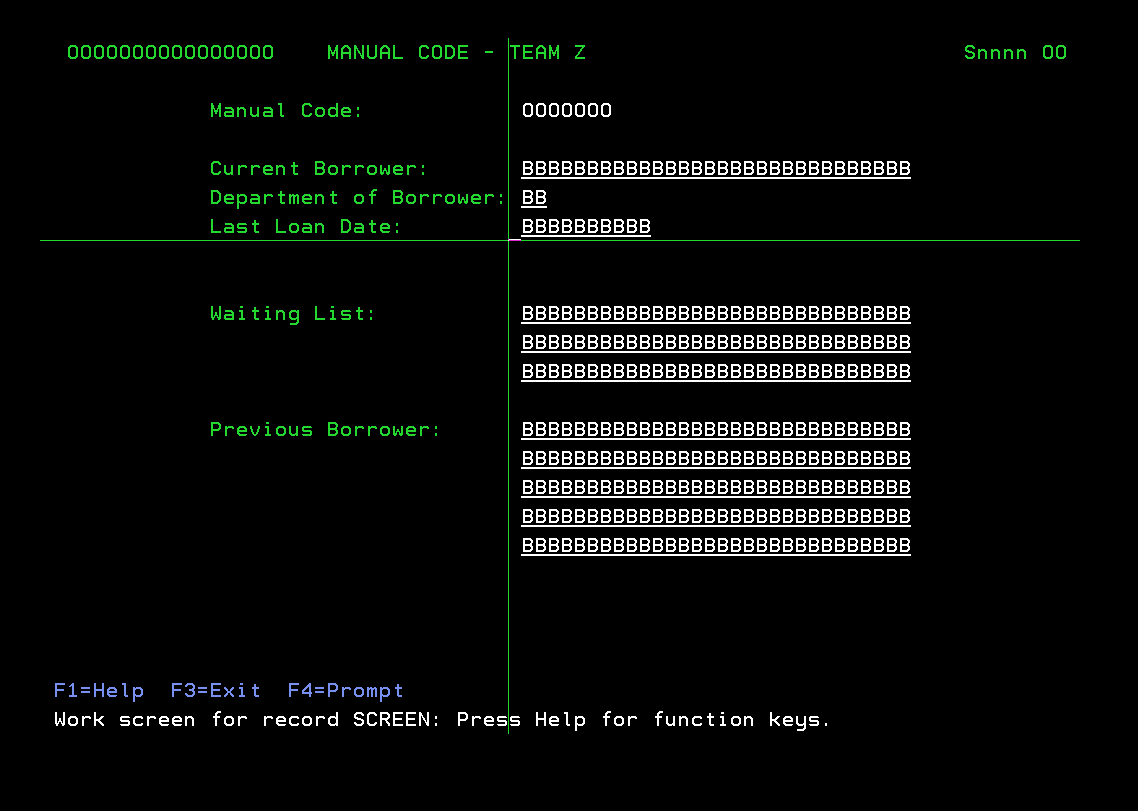 OOOOOOOOOOOOOOOO MANUAL CODE - TEAM Z Snnnn OO
Manual Code: OOOOOOO
Current Borrower: BBBBBBBBBBBBBBBBBBBBBBBBBBBBBB
Department of Borrower: BB
Last Loan Date: BBBBBBBBBB
Waiting List: BBBBBBBBBBBBBBBBBBBBBBBBBBBBBB
BBBBBBBBBBBBBBBBBBBBBBBBBBBBBB
BBBBBBBBBBBBBBBBBBBBBBBBBBBBBB
Previous Borrower: BBBBBBBBBBBBBBBBBBBBBBBBBBBBBB
BBBBBBBBBBBBBBBBBBBBBBBBBBBBBB
BBBBBBBBBBBBBBBBBBBBBBBBBBBBBB
BBBBBBBBBBBBBBBBBBBBBBBBBBBBBB
BBBBBBBBBBBBBBBBBBBBBBBBBBBBBB
F1=Help F3=Exit F4=Prompt
Work screen for record SCREEN: Press Help for function keys.